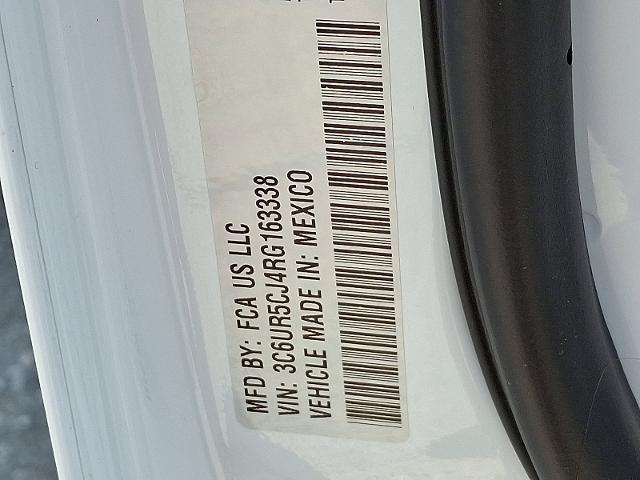 MFD BY: FCA US LLC
VIN: 3C6UR5CJ4RG163338
VEHICLE MADE IN: MEXICO